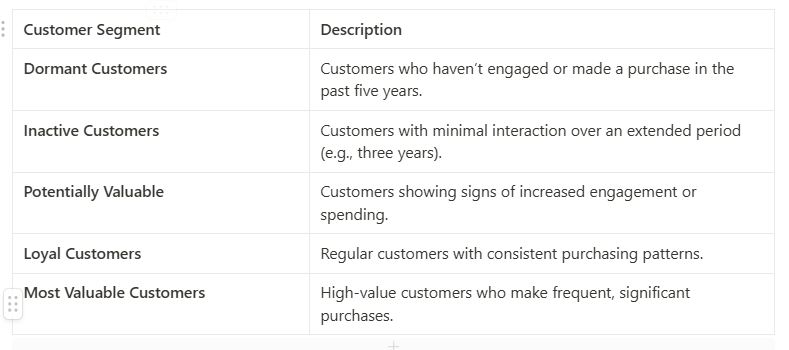 Customer Segment
Description
Dormant Customers
Customers who haven’t engaged or made a purchase in the
past five years.
Inactive Customers
Customers with minimal interaction over an extended period
(e.g., three years).
Potentially Valuable
Customers showing signs of increased engagement or
spending.
Loyal Customers
Regular customers with consistent purchasing patterns.
Most Valuable Customers
High-value customers who make frequent, significant
purchases.